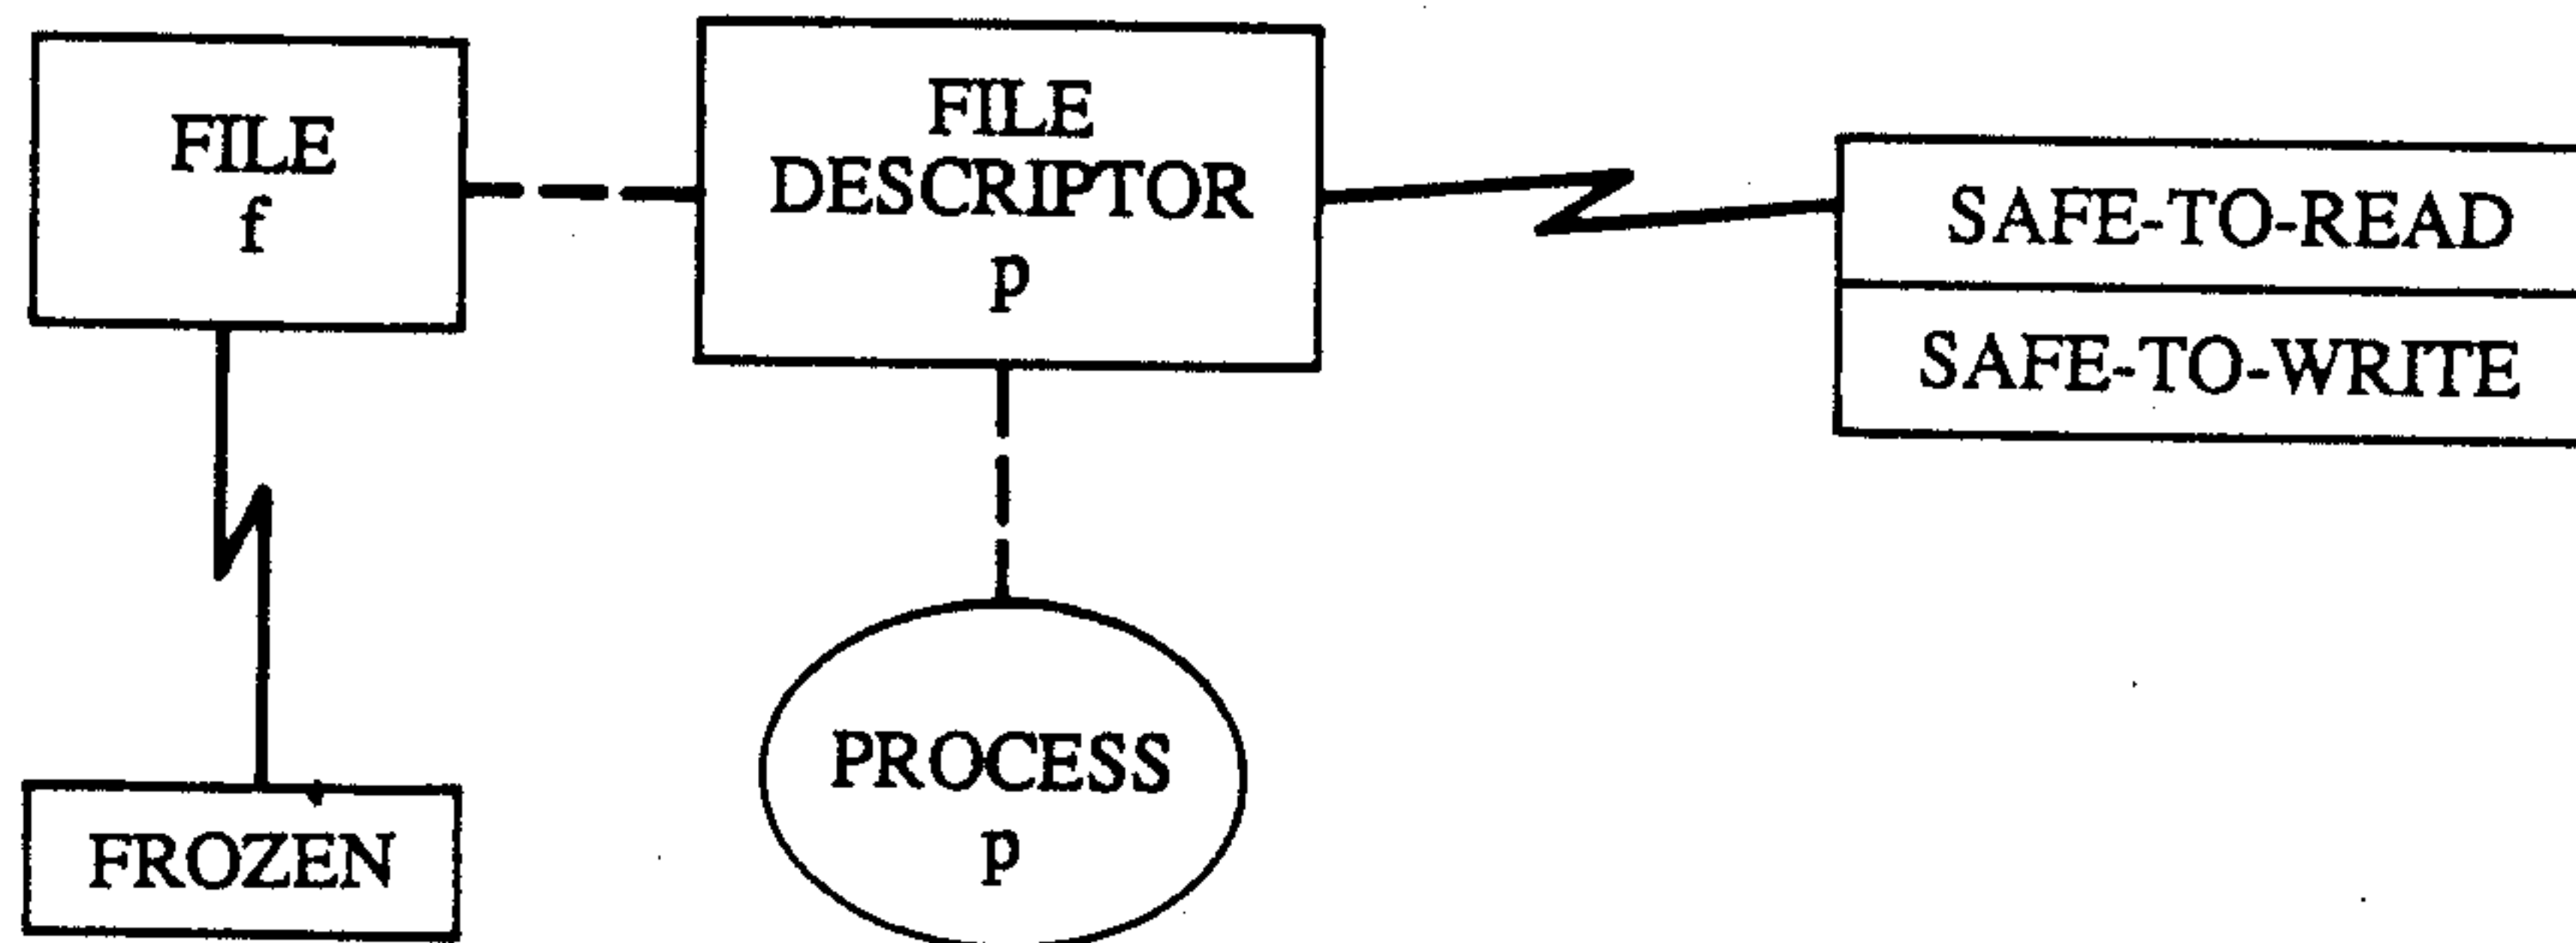 FILE
f
FILE
DESCRIPTOR
p
SAFE-TO-READ
SAFE-TO-WRITE
PROCESS
p
FROZEN